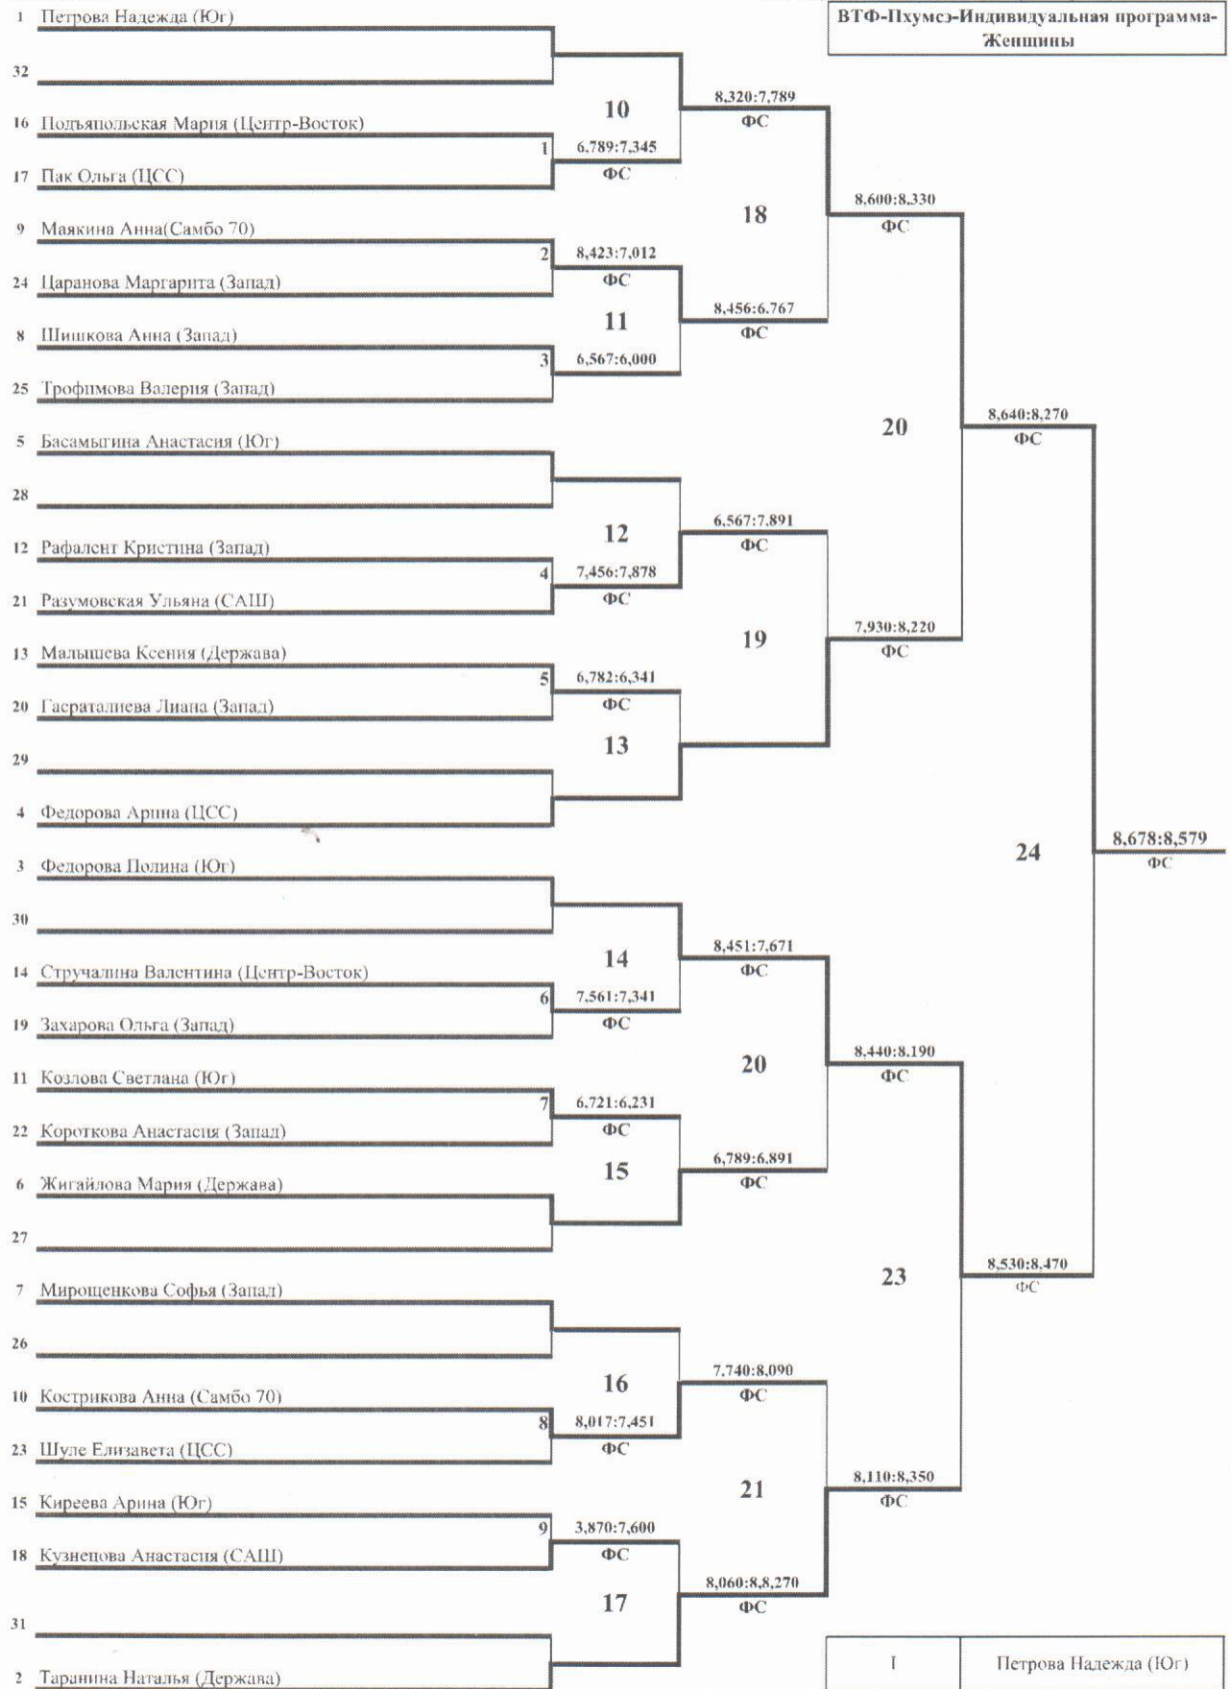 1 Петрова Надежда (Юг)
ВТФ-Пхумсэ-Индивидуальная программа-
Женщины
32
8,320:7,789
10
ФС
16 Подъяпольская Мария (Центр-Восток)
1 6,789:7,345
ФС
17 Пак Ольга (ЦСС)
8,600:8,330
18
ФС
9 Маякина Анна(Самбо 70)
2 8,423:7,012
ФС
24 Царанова Маргарита (Запад)
8,456:6,767
11
ФС
8 Шишкова Анна (Запад)
3 6,567:6,000
25 Трофимова Валерия (Запад)
8,640:8,270
20
ФС
5 Басамыгина Анастасия (Юг)
28
6,567:7,891
12
ФС
12 Рафалент Кристина (Запад)
4 7,456:7,878
ФС
21 Разумовская Ульяна (САШ)
7,930:8,220
19
ФС
13 Малышева Ксения (Держава)
5 6,782:6,341
ФС
20 Гасраталиева Лиана (Запад)
13
29
4 Федорова Арина (ЦСС)
8,678:8,579
24
ФС
3 Федорова Полина (Юг)
30
8,451:7,671
14
ФС
14 Стручалина Валентина (Центр-Восток)
6 7,561:7,341
ФС
19 Захарова Ольга (Запад)
8,440:8,190
20
ФС
11 Козлова Светлана (Юг)
7 6,721:6,231
ФС
22 Короткова Анастасия (Запад)
6,789:6,891
15
ФС
6 Жигайлова Мария (Держава)
27
8,530:8,470
23
ФС
7 Мирощенкова Софья (Запад)
26
7,740:8,090
16
ФС
10 Кострикова Анна (Самбо 70)
8 8,017:7,451
ФС
23 Шуле Елизавета (ЦСС)
8,110:8,350
21
ФС
15 Киреева Арина (Юг)
9 3,870:7,600
ФС
18 Кузнецова Анастасия (САШ)
8,060:8,8,270
17
ФС
31
2 Таранина Наталья (Держава)
I Петрова Надежда (Юг)